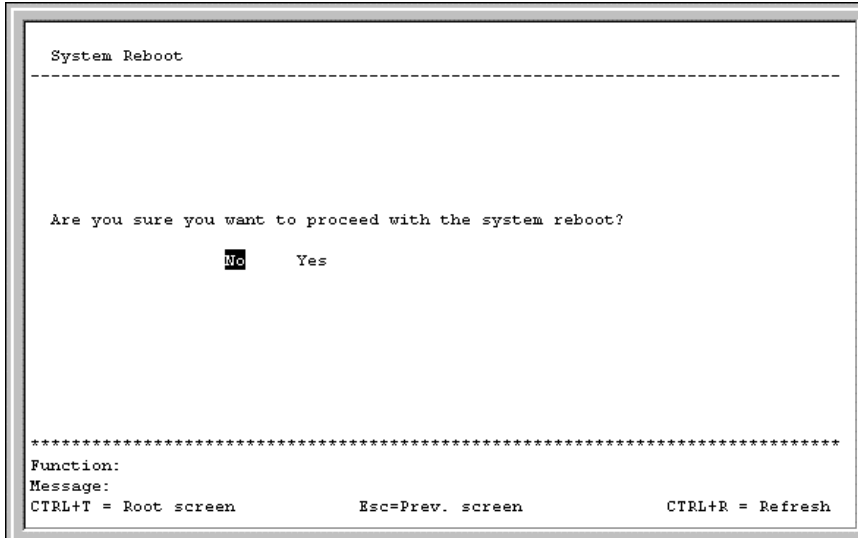 System Reboot
--------------------------------------------------------------------------------
Are you sure you want to proceed with the system reboot?
No Yes
********************************************************************************
Function:
Message:
CTRL+T = Root screen Esc=Prev. screen CTRL+R = Refresh